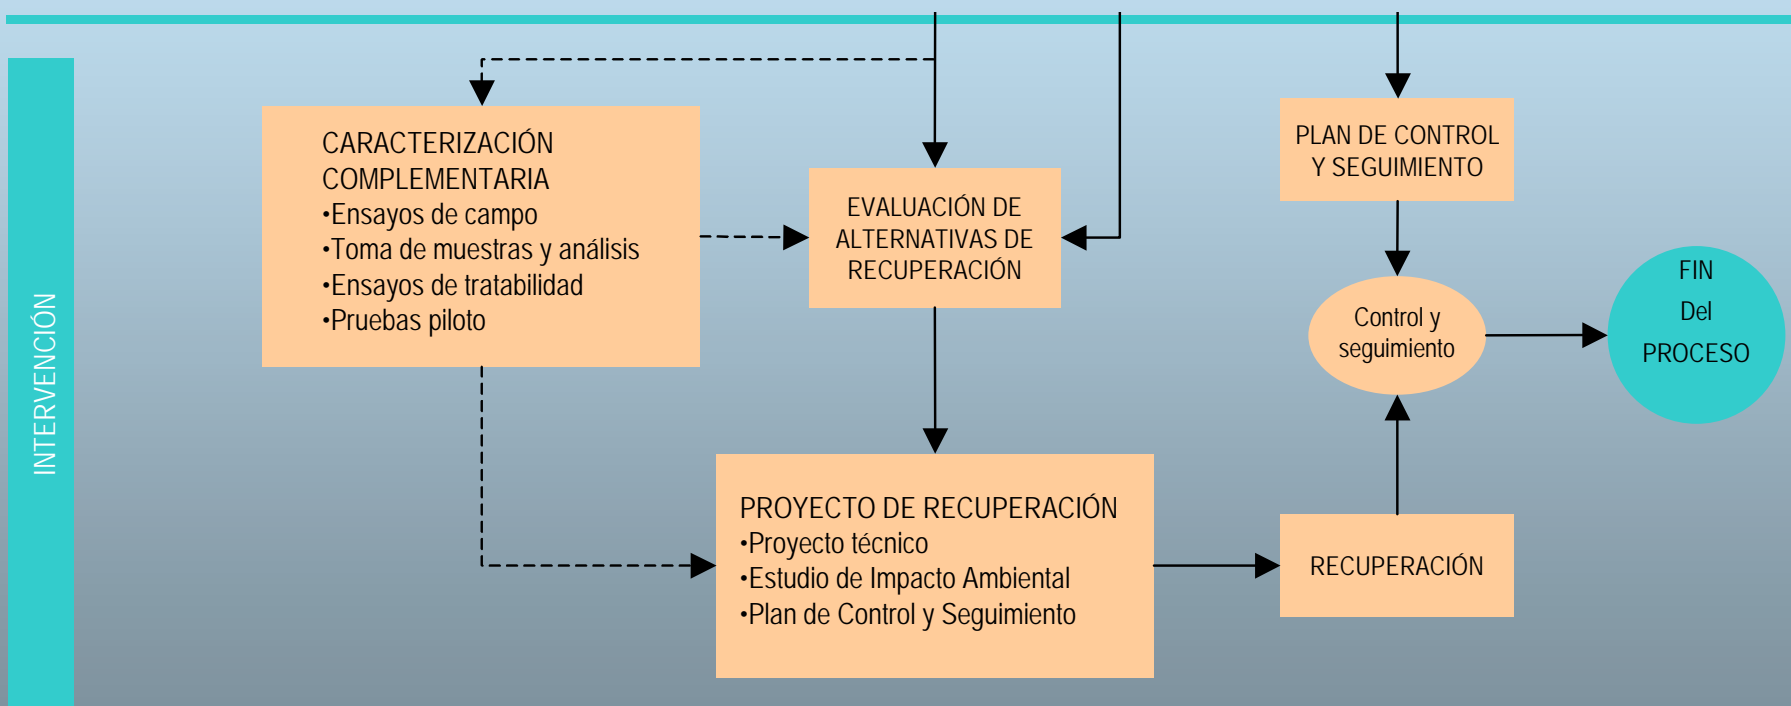 INTERVENCIÓN
CARACTERIZACIÓN
COMPLEMENTARIA
•Ensayos de campo
•Toma de muestras y análisis
•Ensayos de tratabilidad
•Pruebas piloto
EVALUACIÓN DE
ALTERNATIVAS DE
RECUPERACIÓN
PLAN DE CONTROL
Y SEGUIMIENTO
Control y
seguimiento
FIN
Del
PROCESO
PROYECTO DE RECUPERACIÓN
•Proyecto técnico
•Estudio de Impacto Ambiental
•Plan de Control y Seguimiento
RECUPERACIÓN